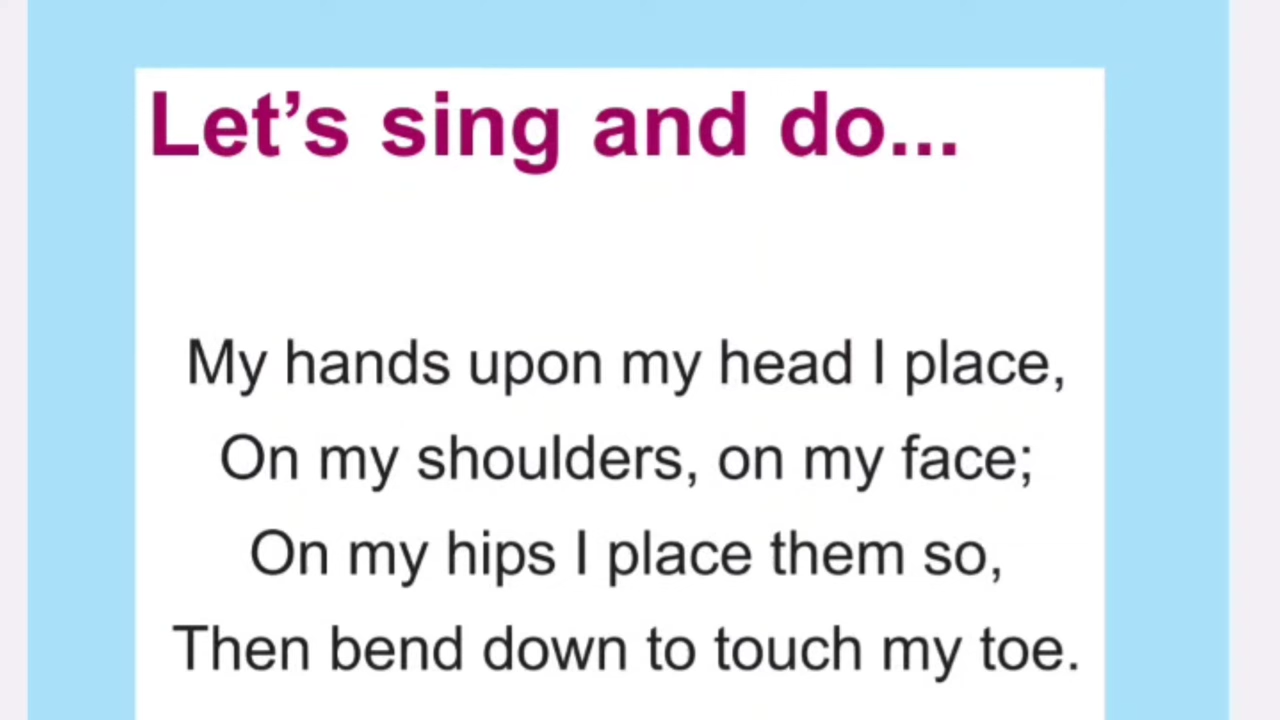 Let’s sing and do...
My hands upon my head I place,
On my shoulders, on my face;
On my hips I place them so,
Then bend down to touch my toe.